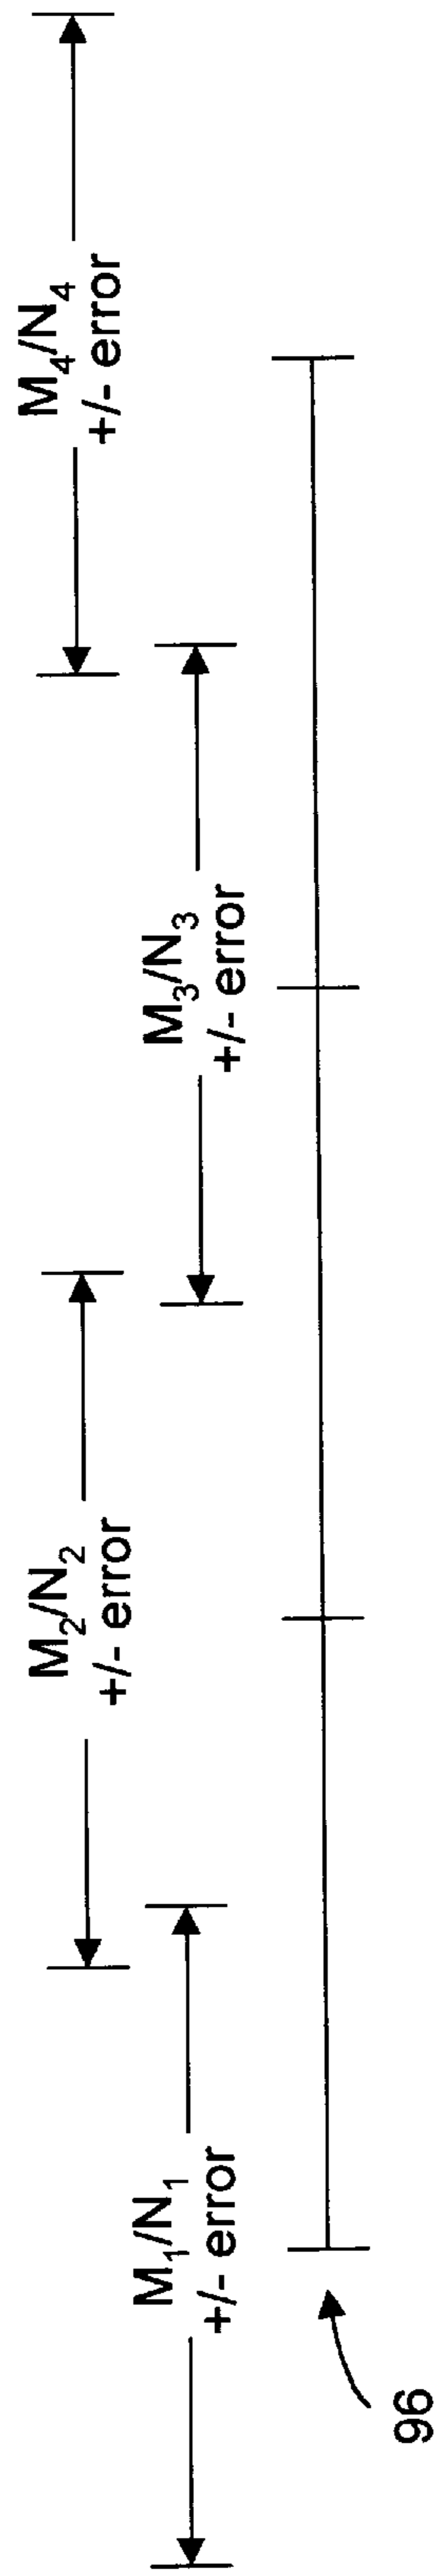 M₁/N₁
+/- error
M₂/N₂
+/- error
M₃/N₃
+/- error
M₄/N₄
+/- error
96